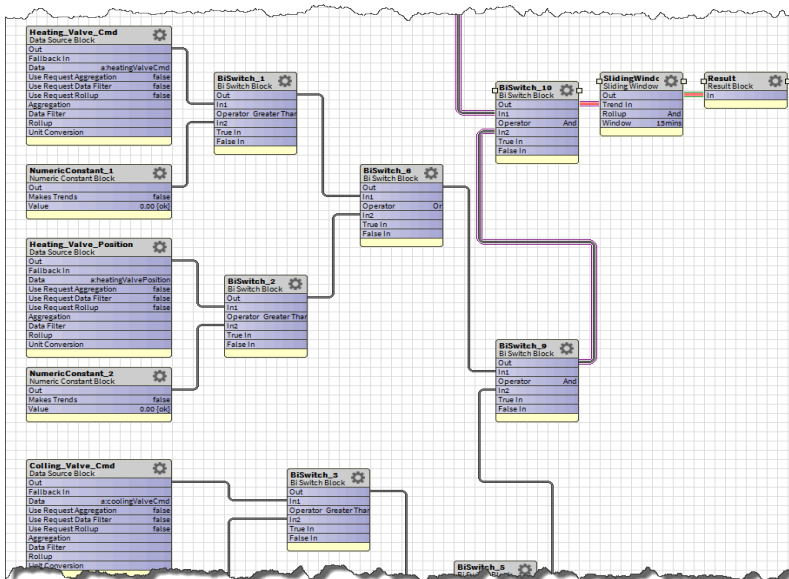 Heating_Valve_Cmd
Data Source Block
Out
Fallback In
Data a:heatingValveCmd
Use Request Aggregation false
Use Request Data Filter false
Use Request Rollup false
Aggregation
Data Filter
Rollup
Unit Conversion
NumericConstant_1
Numeric Constant Block
Out
Makes Trends false
Value 0.00 {ok}
Heating_Valve_Position
Data Source Block
Out
Fallback In
Data a:heatingValvePosition
Use Request Aggregation false
Use Request Data Filter false
Use Request Rollup false
Aggregation
Data Filter
Rollup
Unit Conversion
NumericConstant_2
Numeric Constant Block
Out
Makes Trends false
Value 0.00 {ok}
Colling_Valve_Cmd
Data Source Block
Out
Fallback In
Data a:coolingValveCmd
Use Request Aggregation false
Use Request Data Filter false
Use Request Rollup false
Aggregation
Data Filter
Rollup
Unit Conversion
BiSwitch_1
Bi Switch Block
Out
In1
Operator Greater Than
In2
True In
False In
BiSwitch_2
Bi Switch Block
Out
In1
Operator Greater Than
In2
True In
False In
BiSwitch_3
Bi Switch Block
Out
In1
Operator Greater Than
In2
True In
False In
BiSwitch_6
Bi Switch Block
Out
In1
Operator Or
In2
True In
False In
BiSwitch_10
Bi Switch Block
Out
In1
Operator And
In2
True In
False In
BiSwitch_9
Bi Switch Block
Out
In1
Operator And
In2
True In
False In
BiSwitch_5
SlidingWindo
Sliding Window
Out
Trend In
Rollup And
Window 15mins
Result
Result Block
In